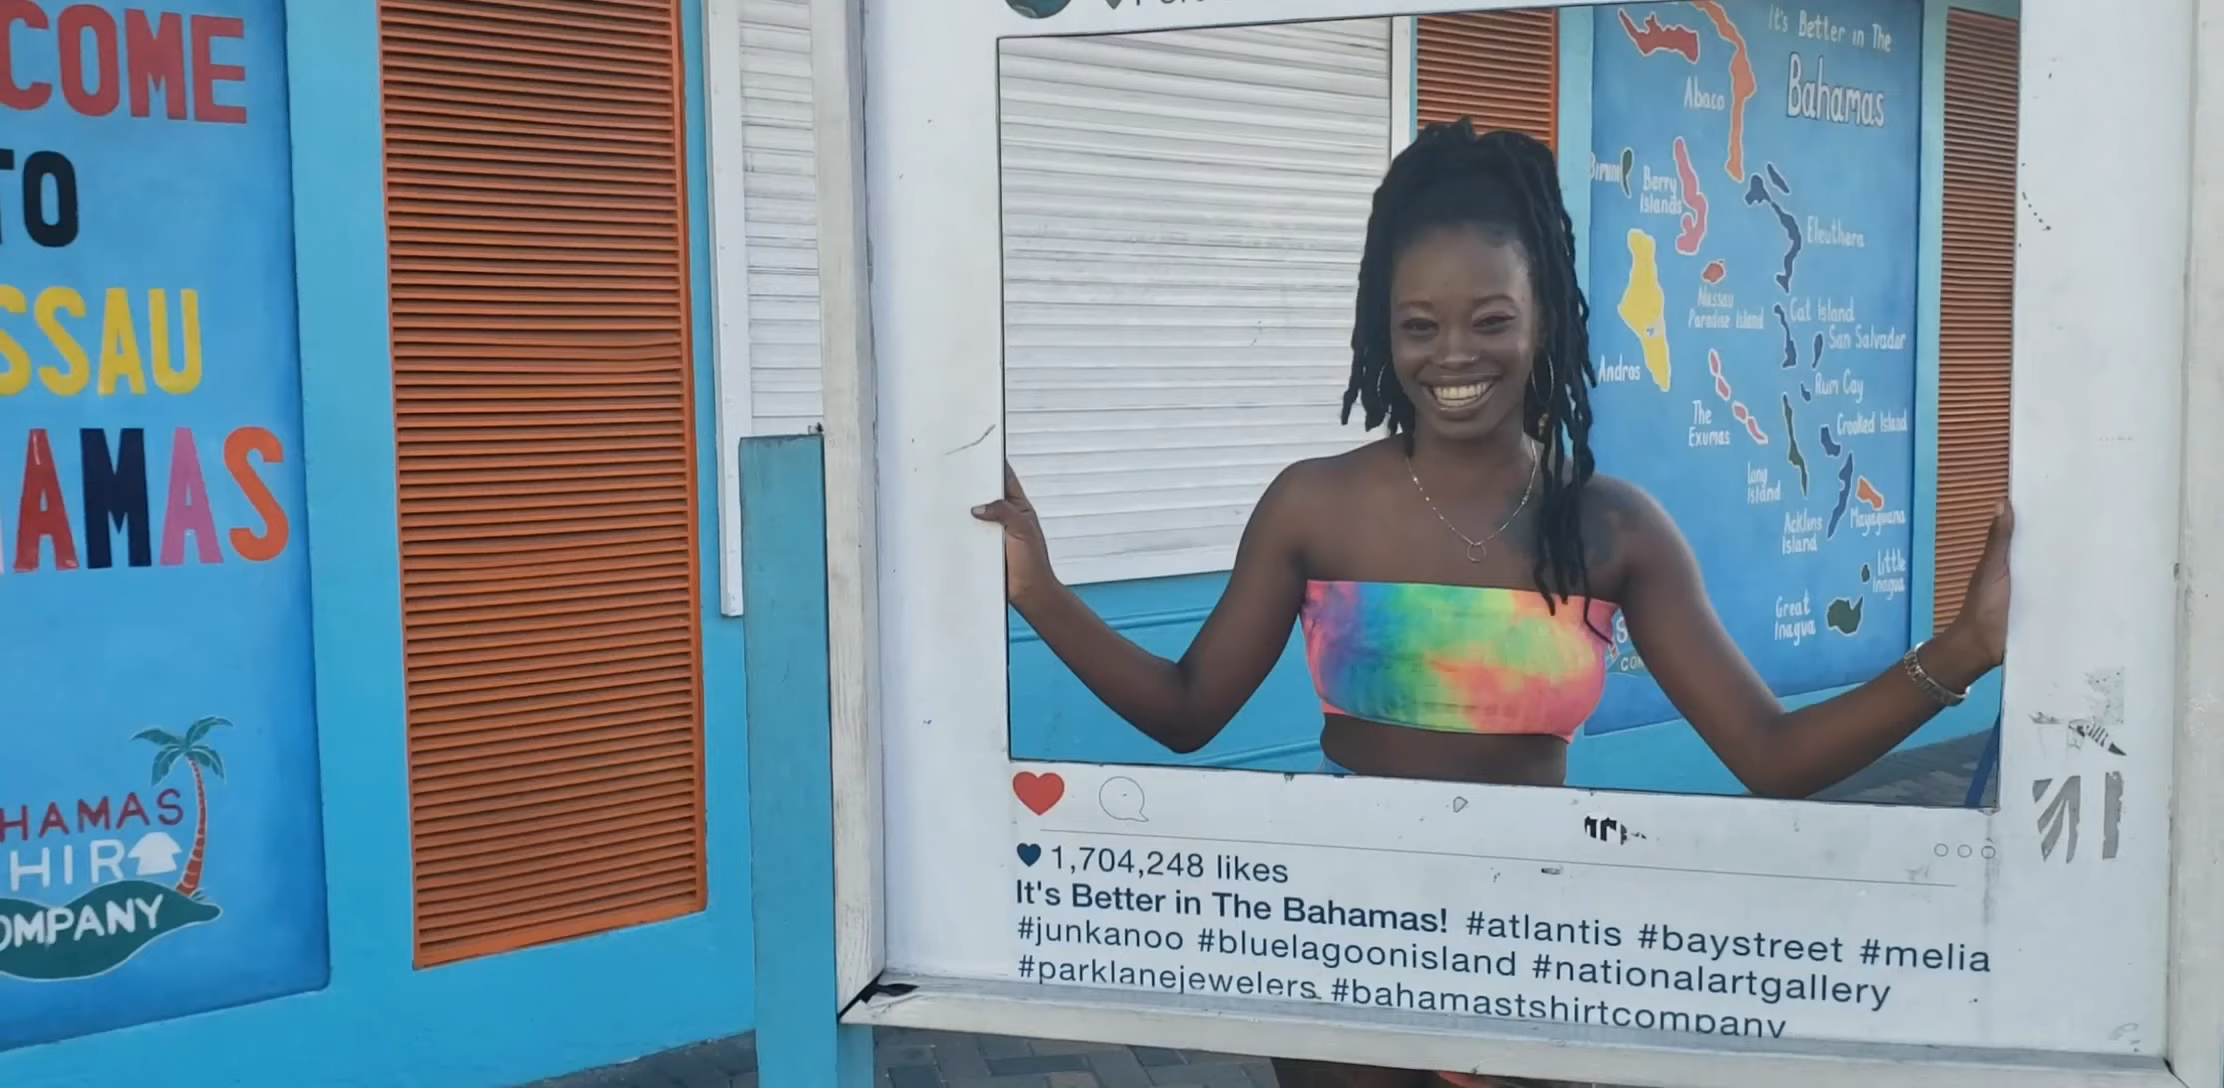 COME
TO
SSAU
AMAS
HAMAS
HIR
OMPANY
It's Better in The
Bahamas
Abaco
Bimini
Berry
Islands
Eleuthera
Nassau
Paradise Island
Cat Island
San Salvador
Andros
Rum Cay
The
Exumas
Crooked Island
Long
Island
Acklins
Island
Mayaguana
Little
Inagua
Great
Inagua
1,704,248 likes
It's Better in The Bahamas! #atlantis #baystreet #melia
#junkanoo #bluelagoonisland #nationalartgallery
#parklanejewelers #bahamastshirtcompany